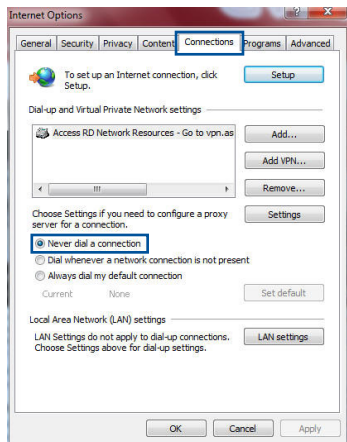 Internet Options
General Security Privacy Content Connections Programs Advanced
To set up an Internet connection, click
Setup.
Setup
Dial-up and Virtual Private Network settings
Access RD Network Resources - Go to vpn.as
Add...
Add VPN...
Remove...
Choose Settings if you need to configure a proxy
server for a connection.
Settings
Never dial a connection
Dial whenever a network connection is not present
Always dial my default connection
Current None
Set default
Local Area Network (LAN) settings
LAN Settings do not apply to dial-up connections.
Choose Settings above for dial-up settings.
LAN settings
OK Cancel Apply